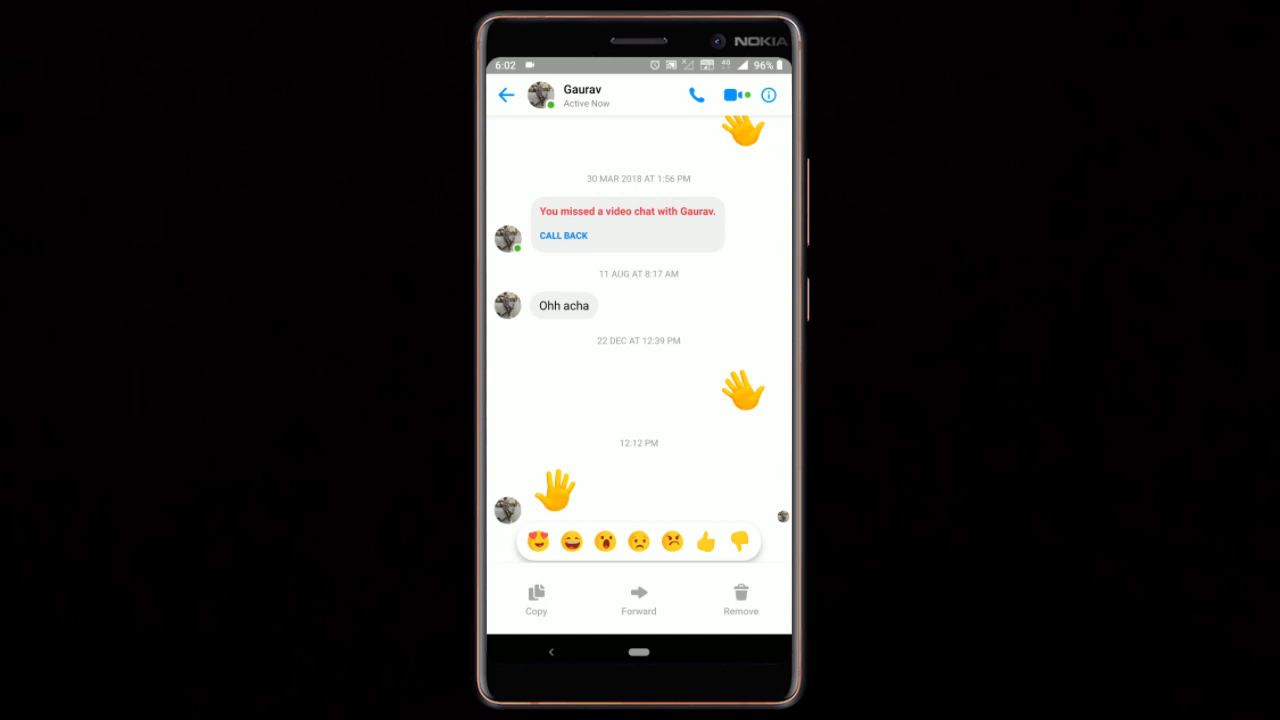 NOKIA
6:02
4G
96%
Gaurav
Active Now
30 MAR 2018 AT 1:56 PM
You missed a video chat with Gaurav.
CALL BACK
11 AUG AT 8:17 AM
Ohh acha
22 DEC AT 12:39 PM
12:12 PM
Copy
Forward
Remove